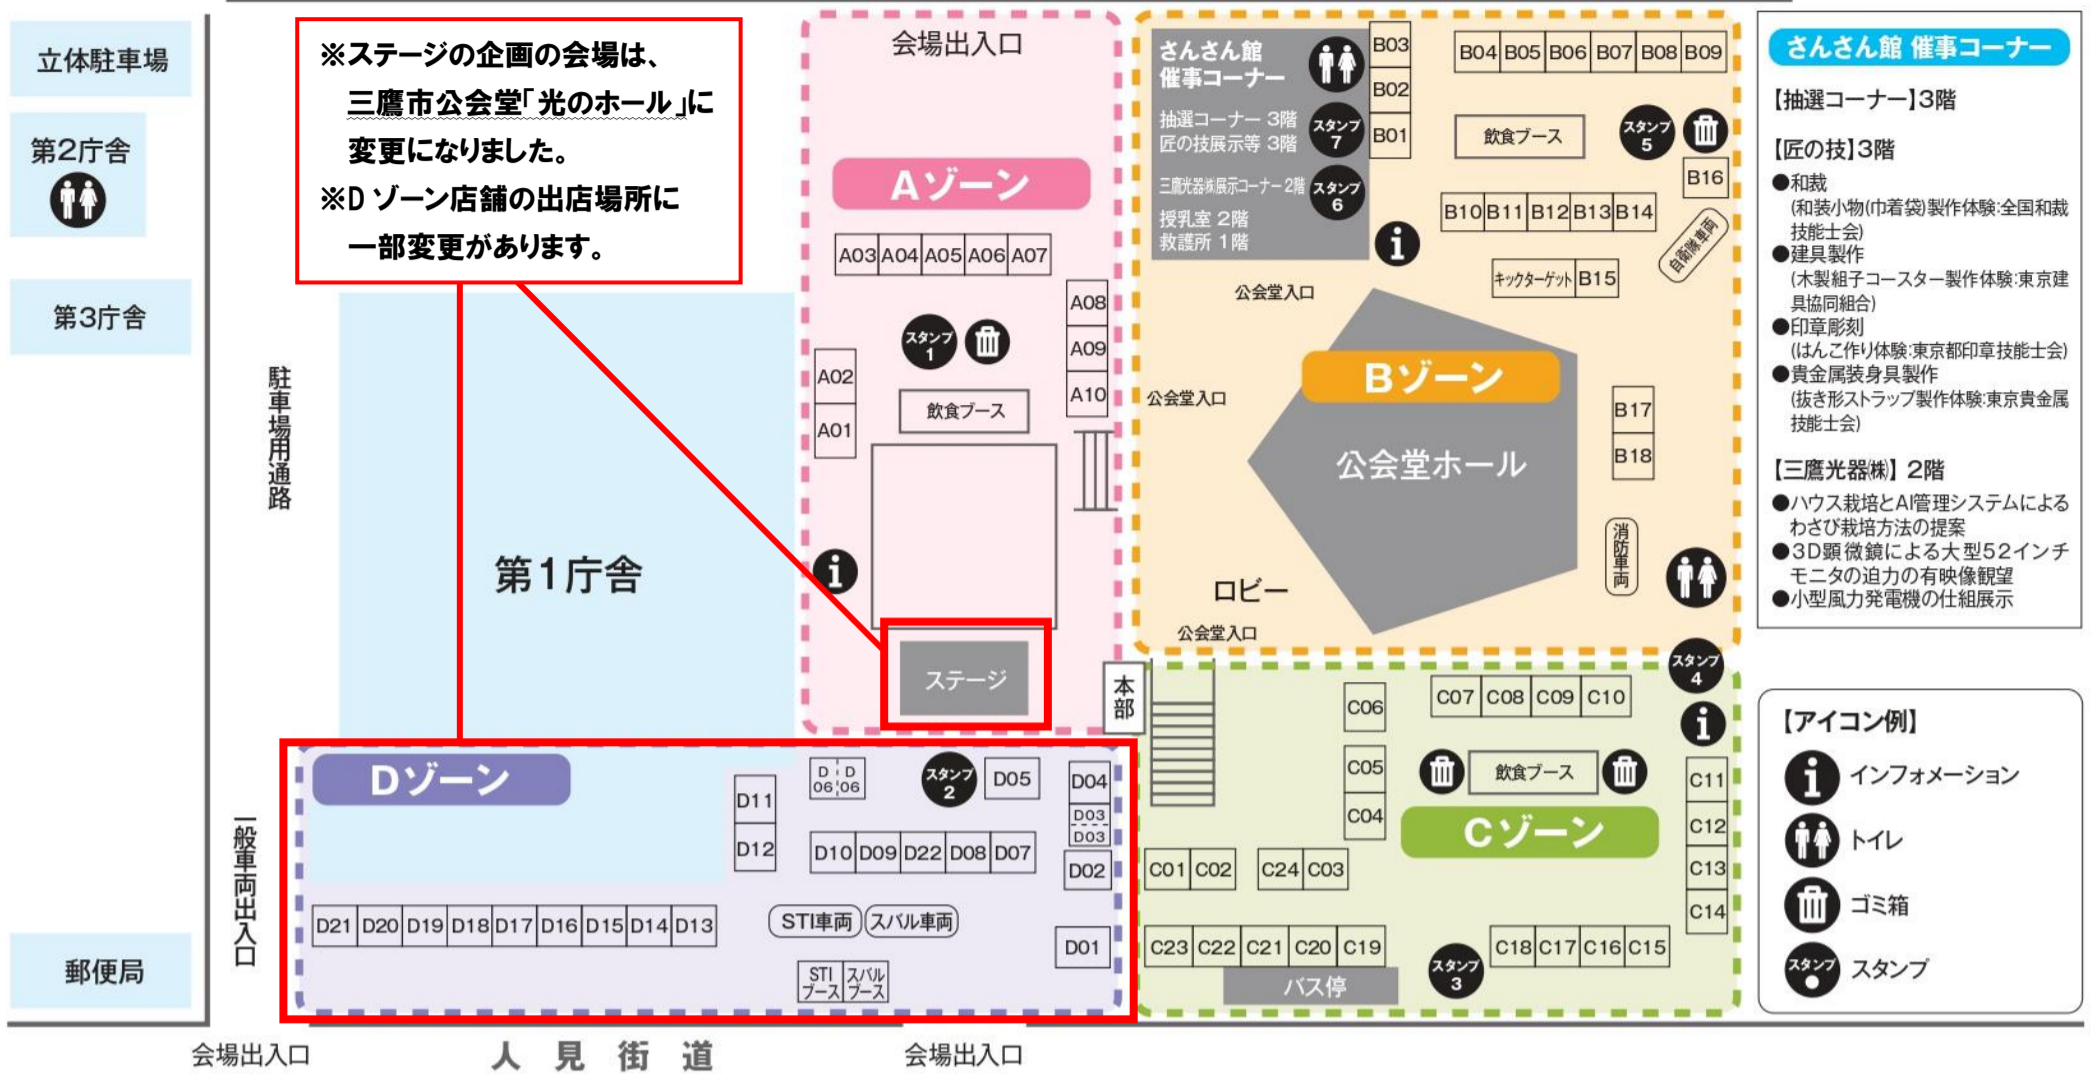 立体駐車場
第2庁舎
第3庁舎
駐車場用通路
一般車両出入口
郵便局
※ステージの企画の会場は、
三鷹市公会堂「光のホール」に
変更になりました。
※Dゾーン店舗の出店場所に
一部変更があります。
第1庁舎
会場出入口
Aゾーン
A03 A04 A05 A06 A07
A08
A09
A10
スタンプ
1
A02
A01
飲食ブース
ステージ
本部
さんさん館
催事コーナー
抽選コーナー 3階
匠の技展示等 3階
三鷹光器㈱展示コーナー 2階
授乳室 2階
救護所 1階
スタンプ
7
スタンプ
6
B03
B02
B01
B04 B05 B06 B07 B08 B09
飲食ブース
スタンプ
5
B16
B10 B11 B12 B13 B14
自衛隊車両
キックターゲット B15
公会堂入口
公会堂入口
Bゾーン
公会堂ホール
B17
B18
消防車両
ロビー
公会堂入口
スタンプ
4
C06
C05
C04
C07 C08 C09 C10
飲食ブース
Cゾーン
C11
C12
C13
C14
C01 C02
C24 C03
C23 C22 C21 C20 C19
バス停
スタンプ
3
C18 C17 C16 C15
Dゾーン
D11
D12
D 06 D 06
スタンプ
2
D05
D04
D03
D03
D02
D01
D10 D09 D22 D08 D07
D21 D20 D19 D18 D17 D16 D15 D14 D13
STI車両 スバル車両
STI ブース スバル ブース
会場出入口
人見街道
会場出入口
さんさん館 催事コーナー
【抽選コーナー】3階
【匠の技】3階
●和裁
(和装小物(巾着袋)製作体験:全国和裁
技能士会)
●建具製作
(木製組子コースター製作体験:東京建
具協同組合)
●印章彫刻
(はんこ作り体験:東京都印章技能士会)
●貴金属装身具製作
(抜き形ストラップ製作体験:東京貴金属
技能士会)
【三鷹光器㈱】2階
●ハウス栽培とAI管理システムによる
わさび栽培方法の提案
●3D顕微鏡による大型52インチ
モニタの迫力の有映像観望
●小型風力発電機の仕組展示
【アイコン例】
インフォメーション
トイレ
ゴミ箱
スタンプ
スタンプ